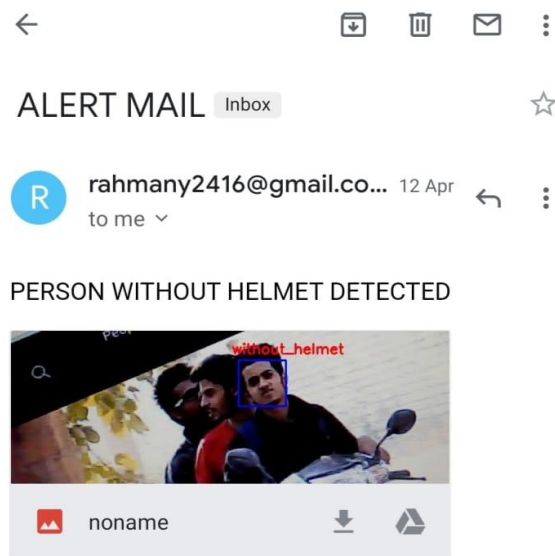 ALERT MAIL Inbox
R
rahmany2416@gmail.co... 12 Apr
to me
PERSON WITHOUT HELMET DETECTED
without_helmet
noname